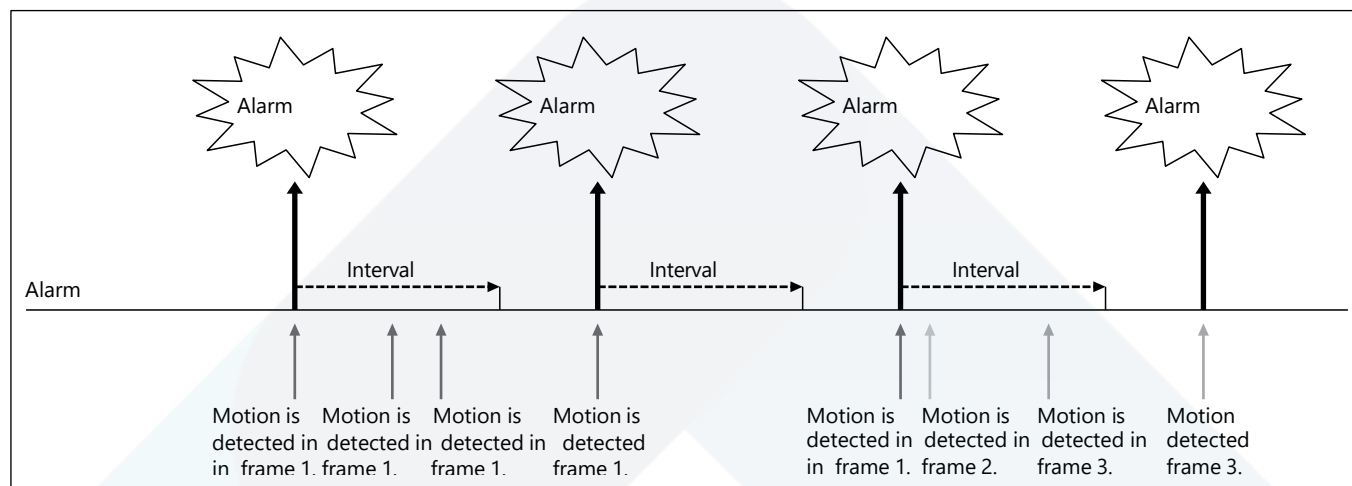 Alarm
Alarm
Alarm
Alarm
Interval
Interval
Interval
Alarm
Motion is
detected in
in frame 1.
Motion is
detected in
frame 1.
Motion is
detected in
frame 1.
Motion is
detected
frame 1.
Motion is
detected in
in frame 1.
Motion is
detected in
frame 2.
Motion is
detected in
frame 3.
Motion
detected
frame 3.